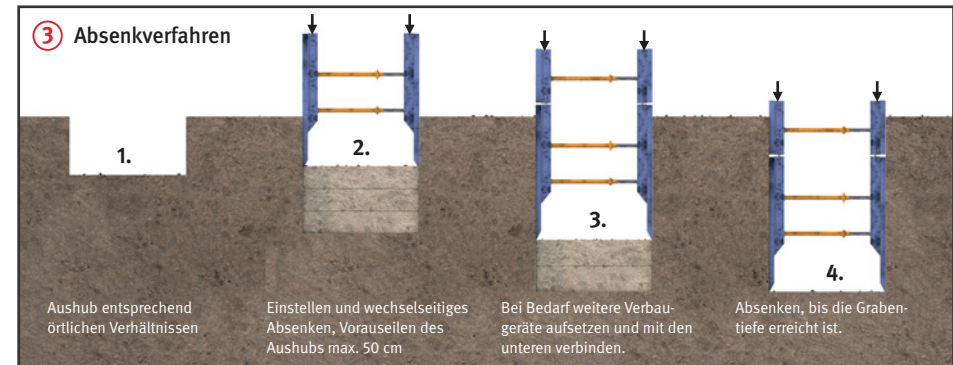 3 Absenkverfahren
1.
2.
3.
4.
Aushub entsprechend
örtlichen Verhältnissen
Einstellen und wechselseitiges
Absenken, Vorauseilen des
Aushubs max. 50 cm
Bei Bedarf weitere Verbau-
geräte aufsetzen und mit den
unteren verbinden.
Absenken, bis die Graben-
tiefe erreicht ist.